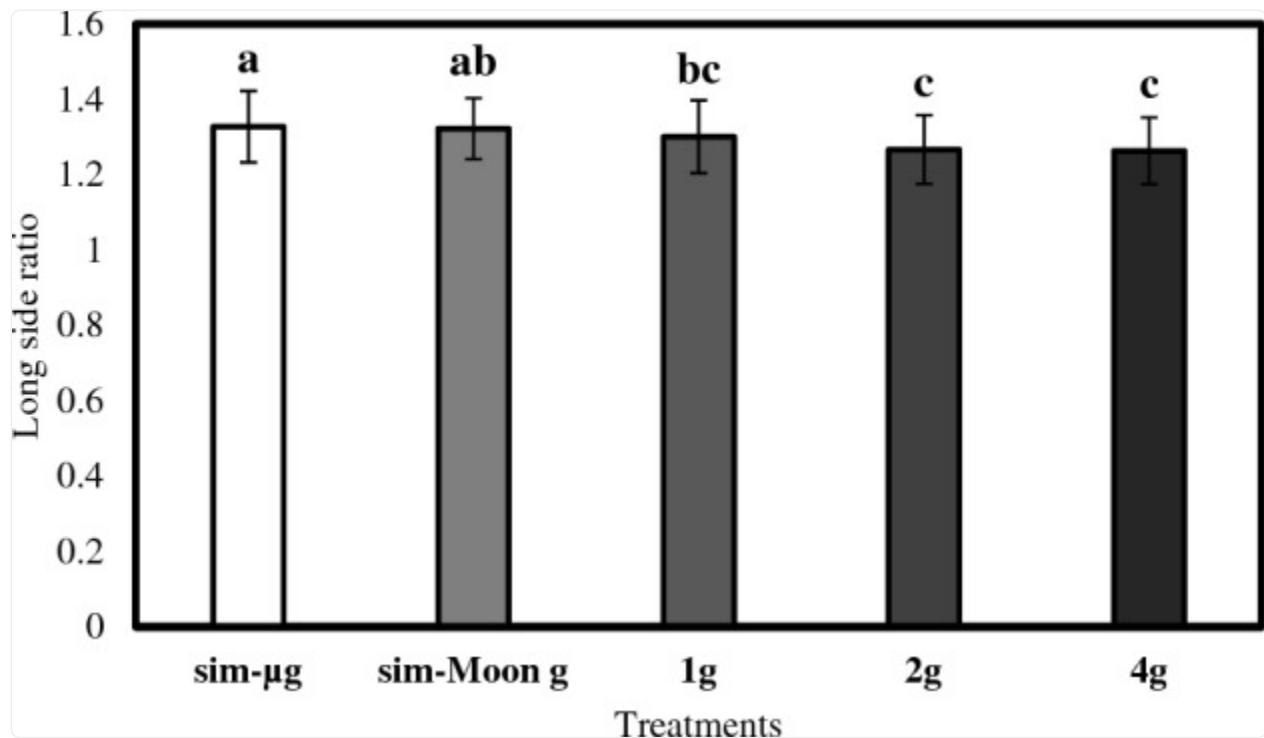 1.6
1.4
1.2
1
0.8
0.6
0.4
0.2
0
Long side ratio
a
ab
bc
c
c
sim-µg
sim-Moon g
1g
2g
4g
Treatments